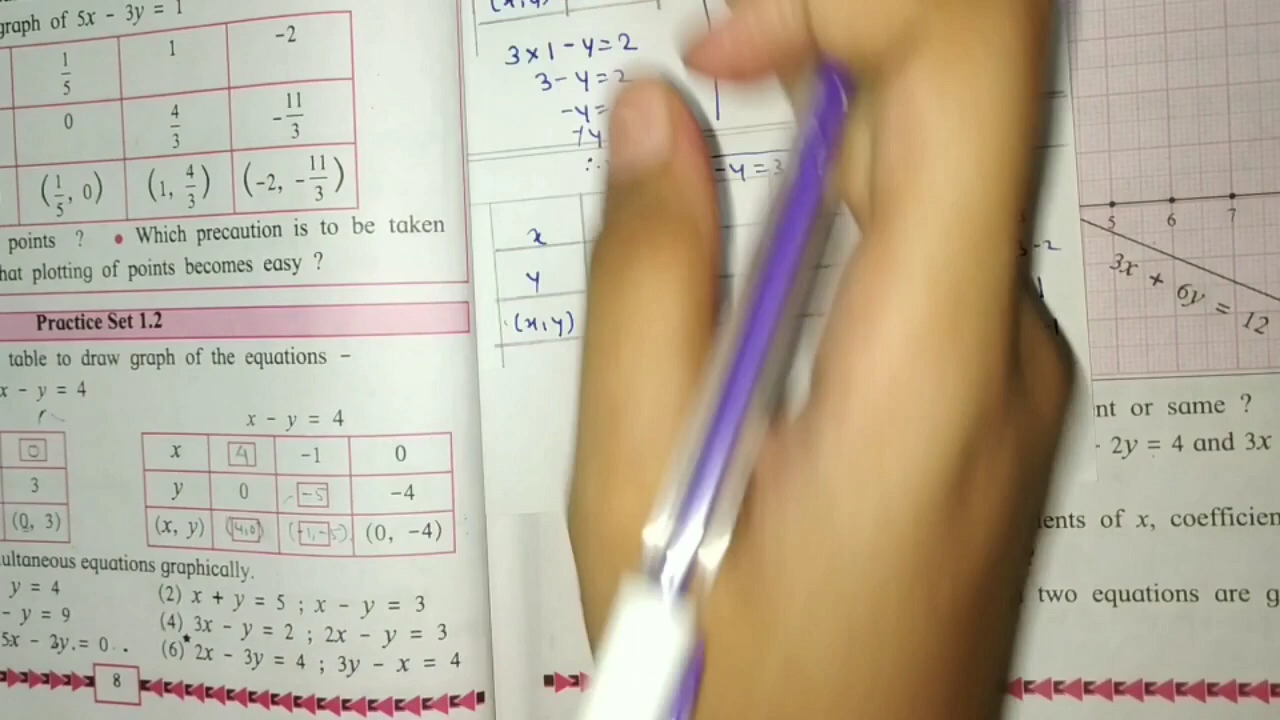 graph of 5x - 3y = 1
1/5 1 -2
0 4/3 -11/3
(1/5, 0) (1, 4/3) (-2, -11/3)
points ? • Which precaution is to be taken
hat plotting of points becomes easy ?
Practice Set 1.2
table to draw graph of the equations -
x - y = 4
0
3
(0, 3)
x - y = 4
x 4 -1 0
y 0 -5 -4
(x, y) (4,0) (-1,-5) (0, -4)
ultaneous equations graphically.
y = 4 (2) x + y = 5 ; x - y = 3
- y = 9 (4) 3x - y = 2 ; 2x - y = 3
5x - 3y = 0 (6)* 2x - 3y = 4 ; 3y - x = 4
8
(x,y)
3 x 1 - y = 2
3 - y = 2
-y =
-y = 3
x
y
(x,y)
5 6 7
3x + 6y = 12
nt or same ?
- 2y = 4 and 3x
ients of x, coefficien
two equations are g